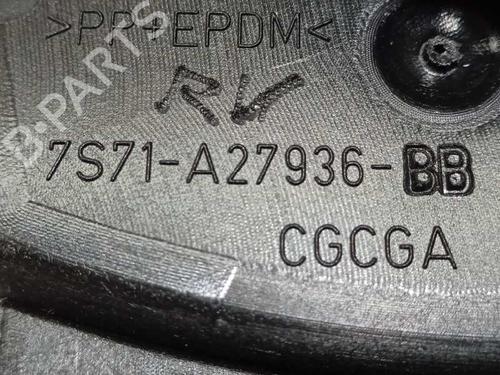 >PP+EPDM<
RV
7S71-A27936-BB
CGCGA
B-PARTS